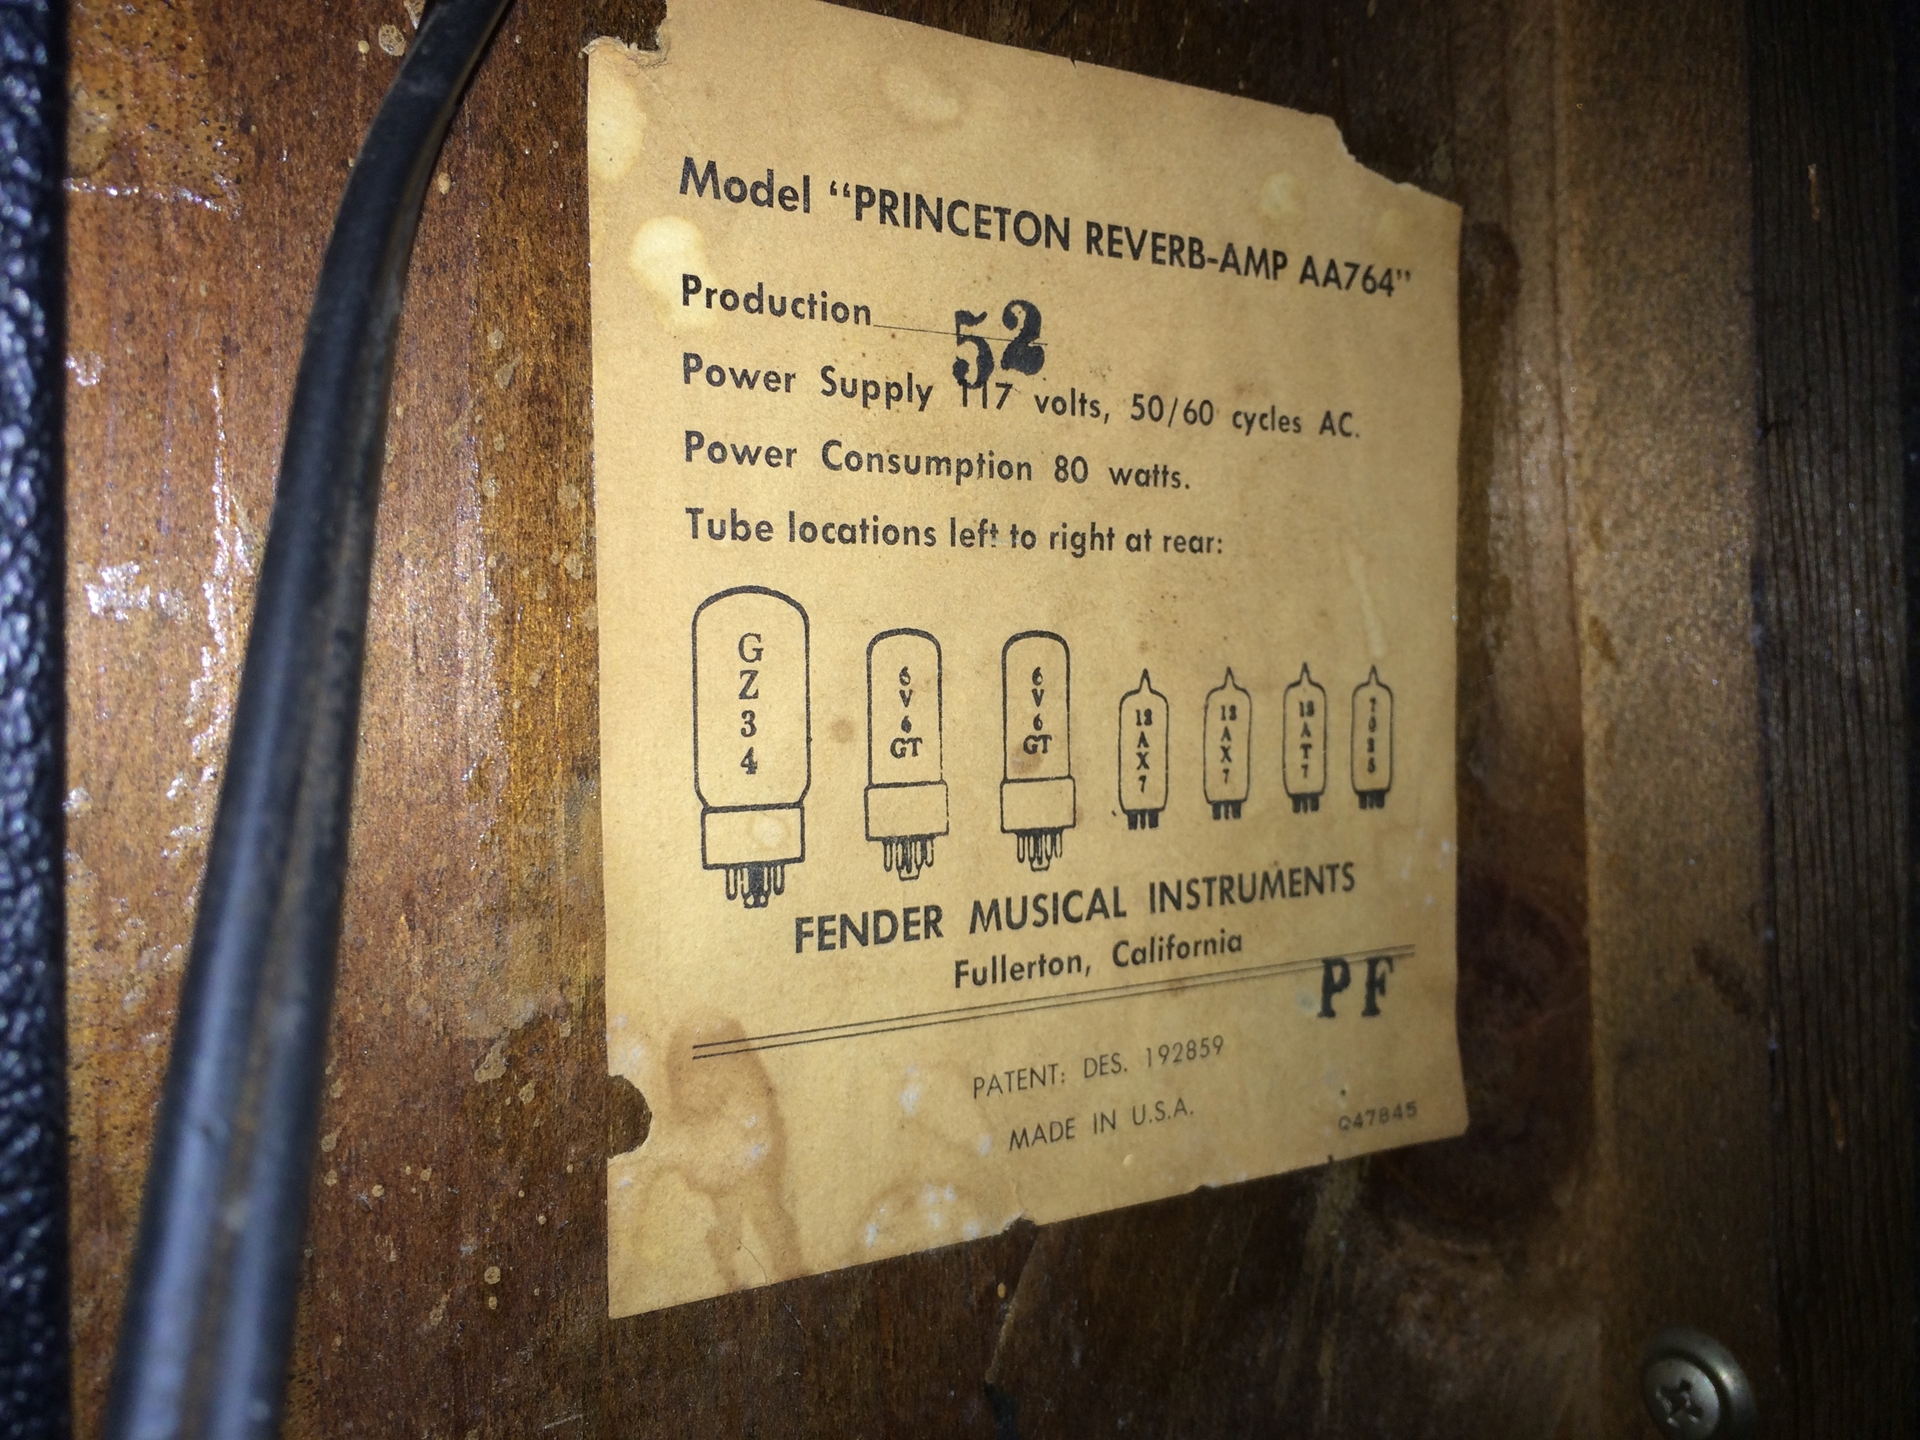 Model “PRINCETON REVERB-AMP AA764”
Production 52
Power Supply 117 volts, 50/60 cycles AC.
Power Consumption 80 watts.
Tube locations left to right at rear:
GZ34
6V6GT
6V6GT
12AX7
12AX7
12AT7
7025
FENDER MUSICAL INSTRUMENTS
Fullerton, California
PF
PATENT: DES. 192859
MADE IN U.S.A.
047845